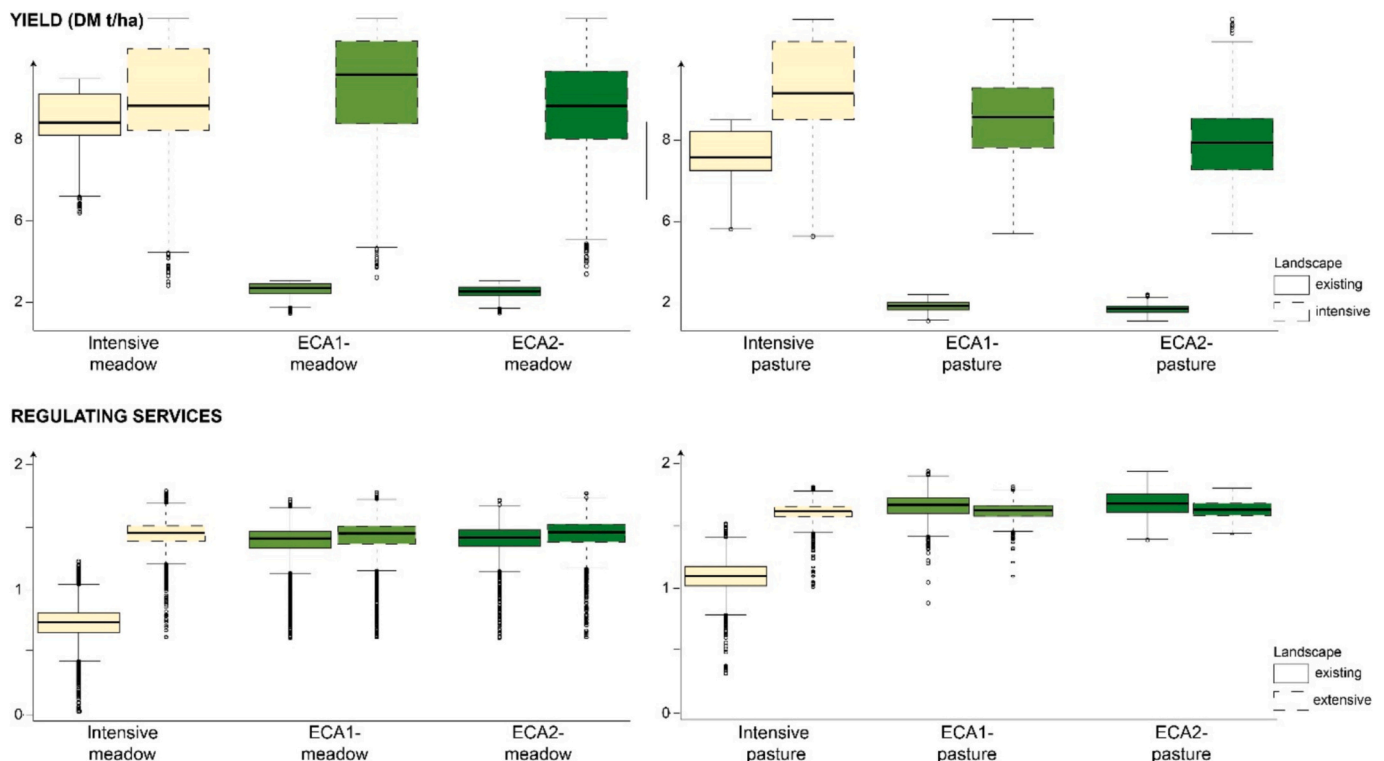 YIELD (DM t/ha)
8
6
2
Intensive meadow
ECA1-meadow
ECA2-meadow
8
6
2
Intensive pasture
ECA1-pasture
ECA2-pasture
Landscape
existing
intensive
REGULATING SERVICES
2
1
0
Intensive meadow
ECA1-meadow
ECA2-meadow
2
1
0
Intensive pasture
ECA1-pasture
ECA2-pasture
Landscape
existing
extensive